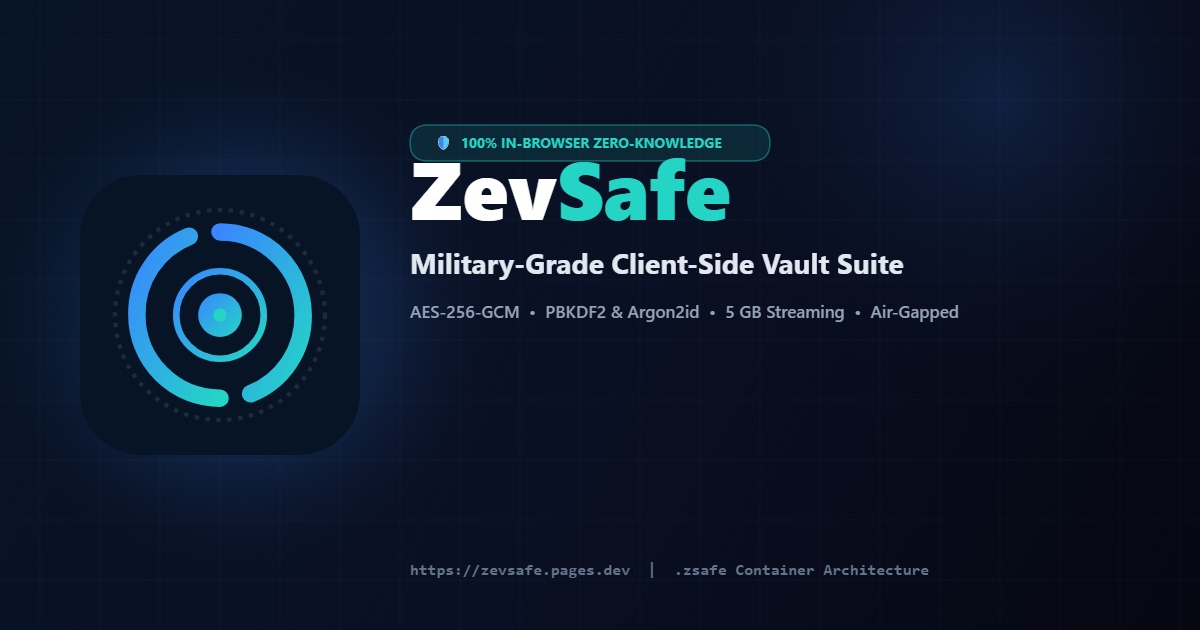 100% IN-BROWSER ZERO-KNOWLEDGE
ZevSafe
Military-Grade Client-Side Vault Suite
AES-256-GCM • PBKDF2 & Argon2id • 5 GB Streaming • Air-Gapped
https://zevsafe.pages.dev | .zsafe Container Architecture